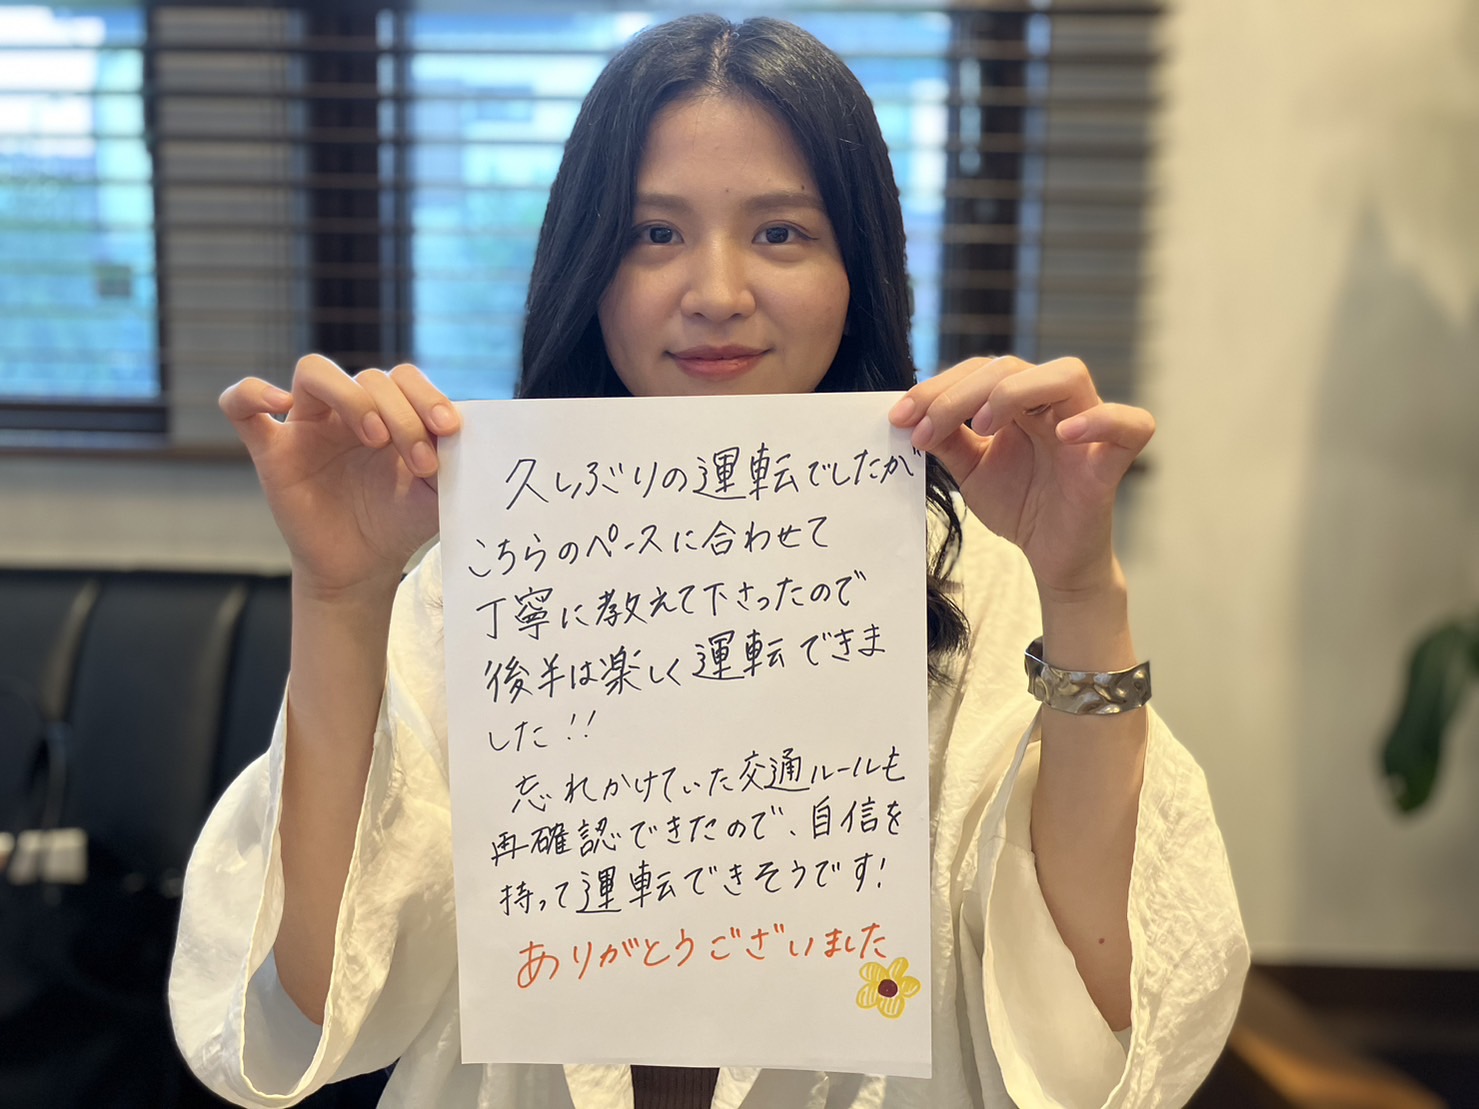 久しぶりの運転でしたが
こちらのペースに合わせて
丁寧に教えて下さったので
後半は楽しく運転できま
した!!
忘れかけていた交通ルールも
再確認できたので、自信を
持って運転できそうです!
ありがとうございました